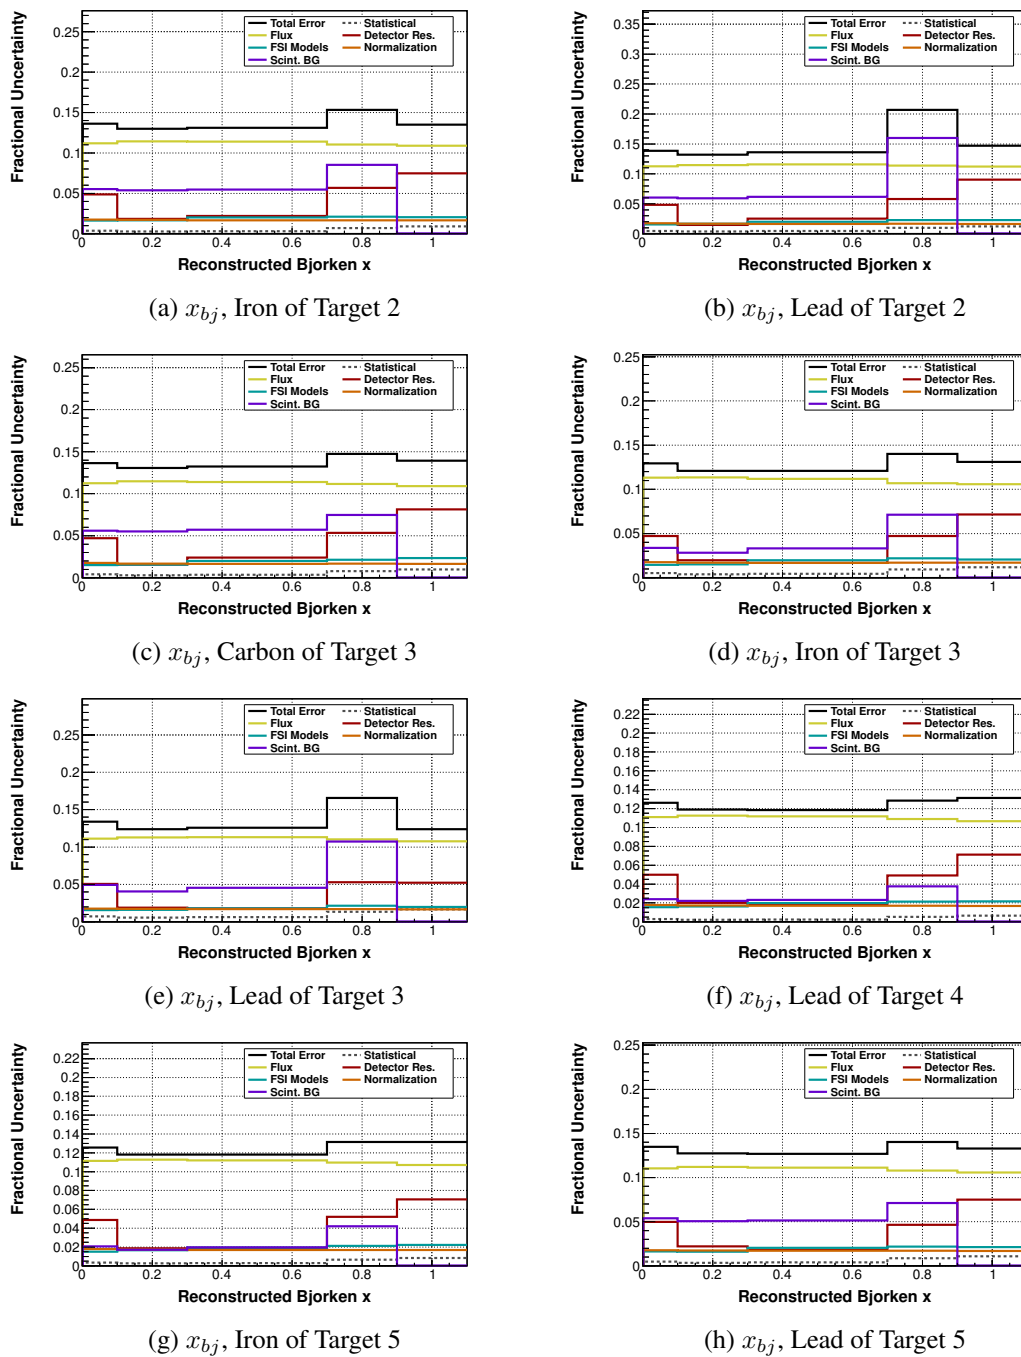 Fractional Uncertainty
Total Error
Statistical
Flux
Detector Res.
FSI Models
Normalization
Scint. BG
0.25
0.2
0.15
0.1
0.05
0
0 0.2 0.4 0.6 0.8 1
Reconstructed Bjorken x
(a) x_bj, Iron of Target 2
Fractional Uncertainty
Total Error
Statistical
Flux
Detector Res.
FSI Models
Normalization
Scint. BG
0.35
0.3
0.25
0.2
0.15
0.1
0.05
0
0 0.2 0.4 0.6 0.8 1
Reconstructed Bjorken x
(b) x_bj, Lead of Target 2
Fractional Uncertainty
Total Error
Statistical
Flux
Detector Res.
FSI Models
Normalization
Scint. BG
0.25
0.2
0.15
0.1
0.05
0
0 0.2 0.4 0.6 0.8 1
Reconstructed Bjorken x
(c) x_bj, Carbon of Target 3
Fractional Uncertainty
Total Error
Statistical
Flux
Detector Res.
FSI Models
Normalization
Scint. BG
0.25
0.2
0.15
0.1
0.05
0
0 0.2 0.4 0.6 0.8 1
Reconstructed Bjorken x
(d) x_bj, Iron of Target 3
Fractional Uncertainty
Total Error
Statistical
Flux
Detector Res.
FSI Models
Normalization
Scint. BG
0.25
0.2
0.15
0.1
0.05
0
0 0.2 0.4 0.6 0.8 1
Reconstructed Bjorken x
(e) x_bj, Lead of Target 3
Fractional Uncertainty
Total Error
Statistical
Flux
Detector Res.
FSI Models
Normalization
Scint. BG
0.22
0.2
0.18
0.16
0.14
0.12
0.1
0.08
0.06
0.04
0.02
0
0 0.2 0.4 0.6 0.8 1
Reconstructed Bjorken x
(f) x_bj, Lead of Target 4
Fractional Uncertainty
Total Error
Statistical
Flux
Detector Res.
FSI Models
Normalization
Scint. BG
0.22
0.2
0.18
0.16
0.14
0.12
0.1
0.08
0.06
0.04
0.02
0
0 0.2 0.4 0.6 0.8 1
Reconstructed Bjorken x
(g) x_bj, Iron of Target 5
Fractional Uncertainty
Total Error
Statistical
Flux
Detector Res.
FSI Models
Normalization
Scint. BG
0.25
0.2
0.15
0.1
0.05
0
0 0.2 0.4 0.6 0.8 1
Reconstructed Bjorken x
(h) x_bj, Lead of Target 5